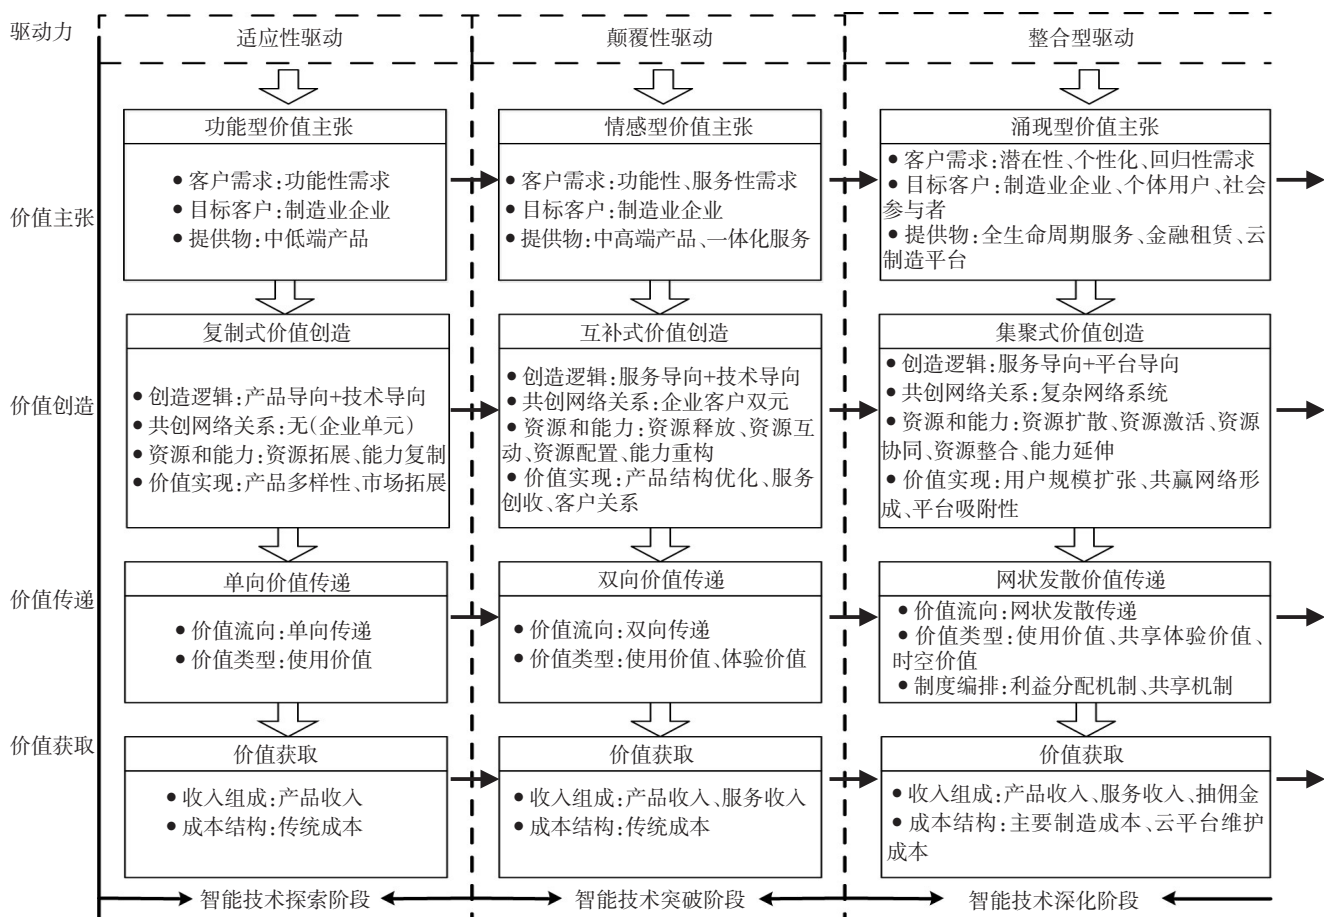 驱动力
适应性驱动
颠覆性驱动
整合型驱动
价值主张
功能型价值主张
● 客户需求:功能性需求
● 目标客户:制造业企业
● 提供物:中低端产品
情感型价值主张
● 客户需求:功能性、服务性需求
● 目标客户:制造业企业
● 提供物:中高端产品、一体化服务
涌现型价值主张
● 客户需求:潜在性、个性化、回归性需求
● 目标客户:制造业企业、个体用户、社会
参与者
● 提供物:全生命周期服务、金融租赁、云
制造平台
价值创造
复制式价值创造
● 创造逻辑:产品导向+技术导向
● 共创网络关系:无(企业单元)
● 资源和能力:资源拓展、能力复制
● 价值实现:产品多样性、市场拓展
互补式价值创造
● 创造逻辑:服务导向+技术导向
● 共创网络关系:企业客户双元
● 资源和能力:资源释放、资源互
动、资源配置、能力重构
● 价值实现:产品结构优化、服务
创收、客户关系
集聚式价值创造
● 创造逻辑:服务导向+平台导向
● 共创网络关系:复杂网络系统
● 资源和能力:资源扩散、资源激活、资源
协同、资源整合、能力延伸
● 价值实现:用户规模扩张、共赢网络形
成、平台吸附性
价值传递
单向价值传递
● 价值流向:单向传递
● 价值类型:使用价值
双向价值传递
● 价值流向:双向传递
● 价值类型:使用价值、体验价值
网状发散价值传递
● 价值流向:网状发散传递
● 价值类型:使用价值、共享体验价值、
时空价值
● 制度编排:利益分配机制、共享机制
价值获取
价值获取
● 收入组成:产品收入
● 成本结构:传统成本
价值获取
● 收入组成:产品收入、服务收入
● 成本结构:传统成本
价值获取
● 收入组成:产品收入、服务收入、抽佣金
● 成本结构:主要制造成本、云平台维护
成本
智能技术探索阶段
智能技术突破阶段
智能技术深化阶段